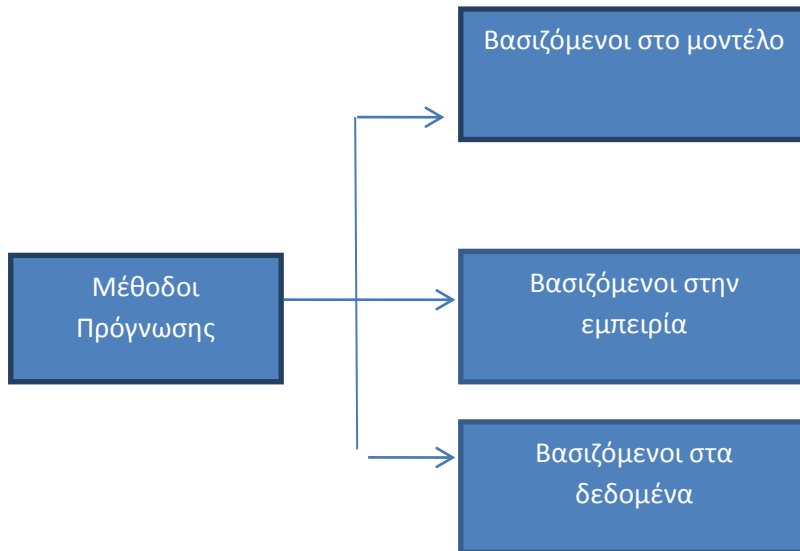 Βασιζόμενοι στο μοντέλο
Μέθοδοι
Πρόγνωσης
Βασιζόμενοι στην
εμπειρία
Βασιζόμενοι στα
δεδομένα